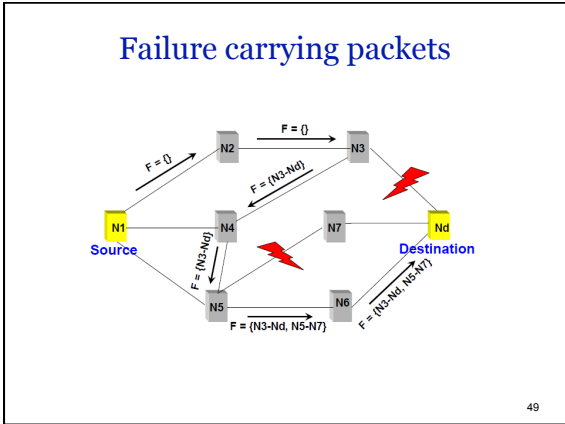 Failure carrying packets
F = {}
N2
N3
F = {}
F = {N3-Nd}
N1
N4
N7
Nd
Source
Destination
F = {N3-Nd}
N5
N6
F = {N3-Nd, N5-N7}
F = {N3-Nd, N5-N7}
49